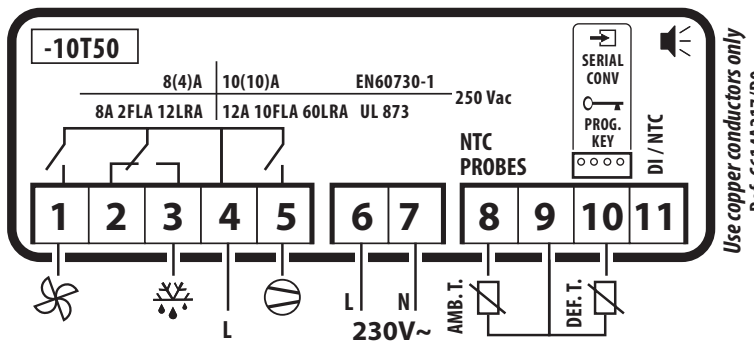 -10T50
8(4)A 10(10)A EN60730-1
250 Vac
8A 2FLA 12LRA 12A 10FLA 60LRA UL 873
SERIAL
CONV
PROG.
KEY
NTC
PROBES
DI / NTC
1 2 3 4 5 6 7 8 9 10 11
L
L N
230V~
AMB. T.
DEF. T.
Use copper conductors only